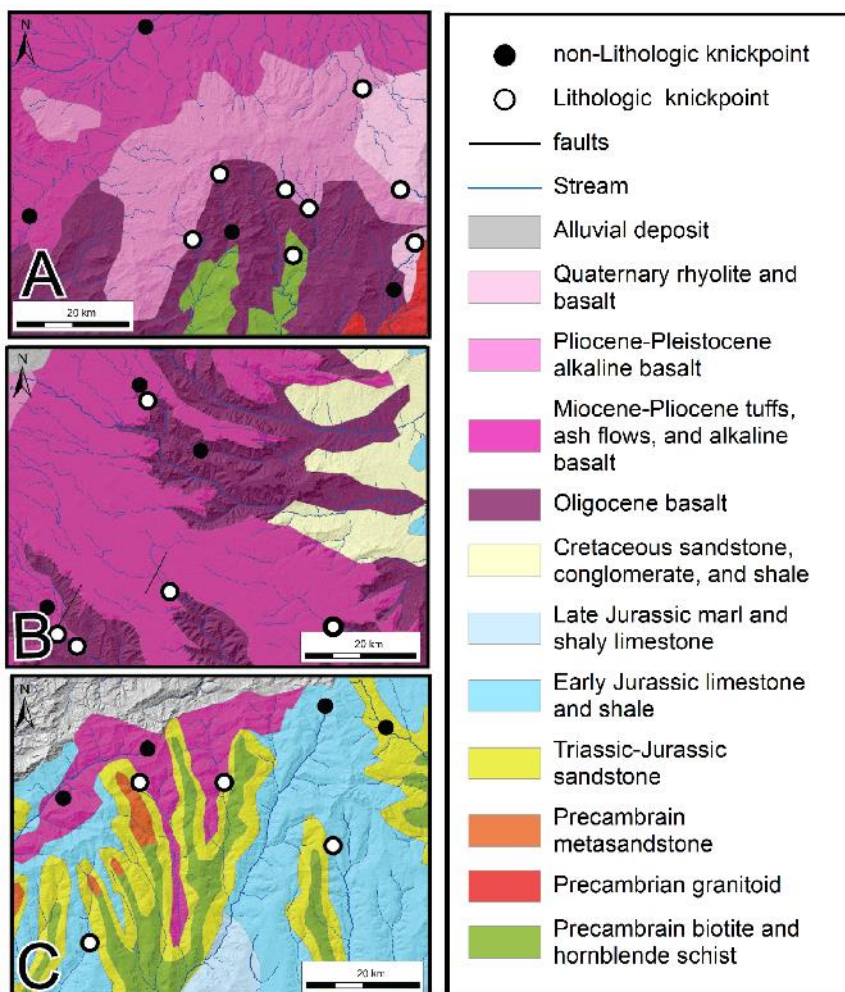 N
A
20 km
N
B
20 km
N
C
20 km
non-Lithologic knickpoint
Lithologic knickpoint
faults
Stream
Alluvial deposit
Quaternary rhyolite and
basalt
Pliocene-Pleistocene
alkaline basalt
Miocene-Pliocene tuffs,
ash flows, and alkaline
basalt
Oligocene basalt
Cretaceous sandstone,
conglomerate, and shale
Late Jurassic marl and
shaly limestone
Early Jurassic limestone
and shale
Triassic-Jurassic
sandstone
Precambrain
metasandstone
Precambrian granitoid
Precambrain biotite and
hornblende schist